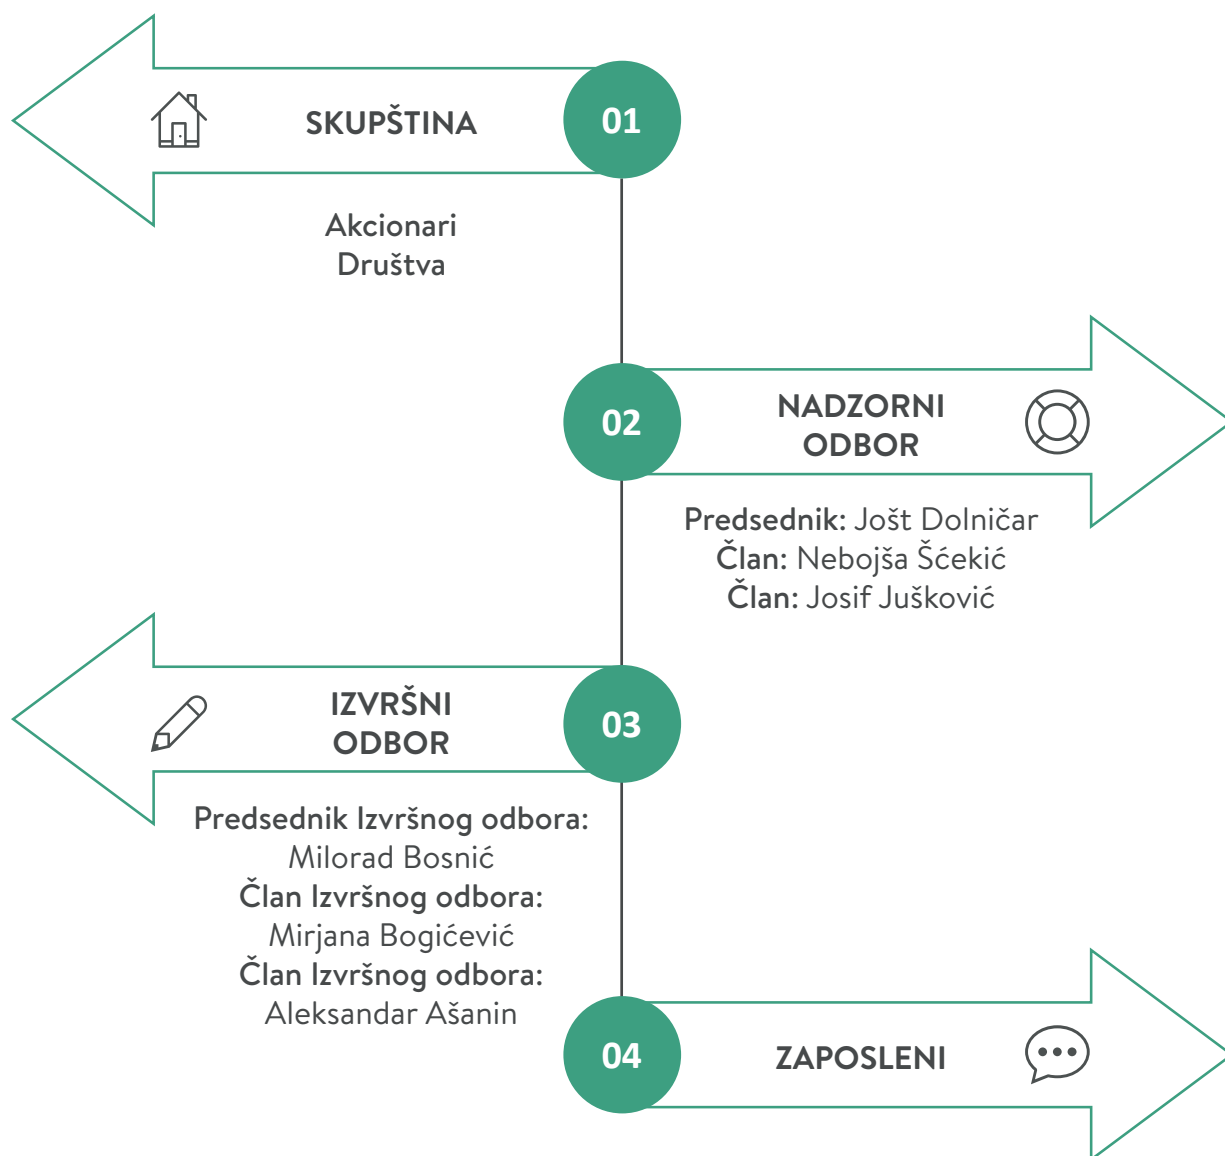 01
SKUPŠTINA
Akcionari
Društva
02
NADZORNI
ODBOR
Predsednik: Jošt Dolničar
Član: Nebojša Šćekić
Član: Josif Jušković
03
IZVRŠNI
ODBOR
Predsednik Izvršnog odbora:
Milorad Bosnić
Član Izvršnog odbora:
Mirjana Bogićević
Član Izvršnog odbora:
Aleksandar Ašanin
04
ZAPOSLENI